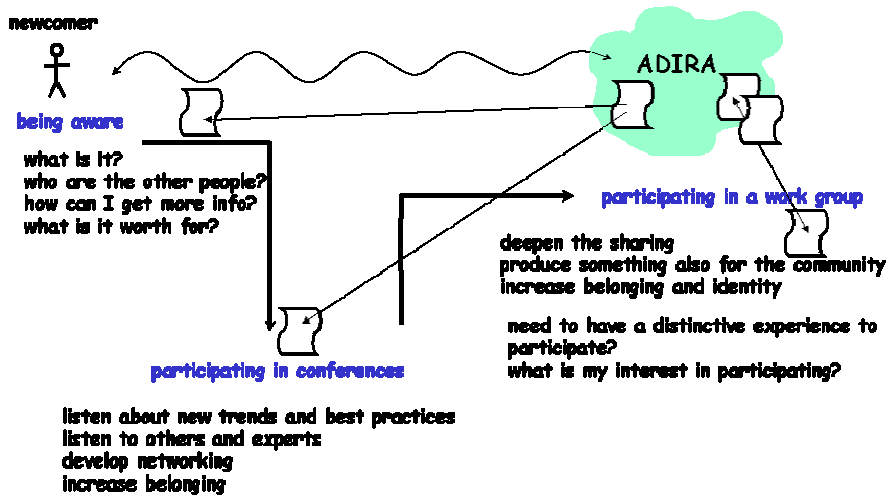 newcomer
ADIRA
being aware
what is it?
who are the other people?
how can I get more info?
what is it worth for?
participating in a work group
deepen the sharing
produce something also for the community
increase belonging and identity
need to have a distinctive experience to
participate?
what is my interest in participating?
participating in conferences
listen about new trends and best practices
listen to others and experts
develop networking
increase belonging